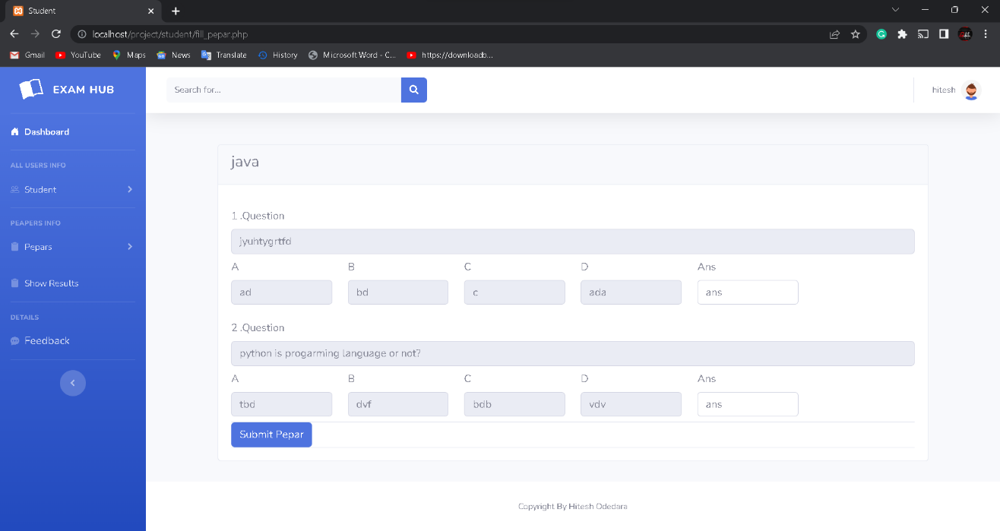 Student
localhost/project/student/fill_pepar.php
Gmail YouTube Maps News Translate History Microsoft Word - C... https://downloadb...
EXAM HUB
Search for...
hitesh
Dashboard
ALL USERS INFO
Student
PEAPERS INFO
Pepars
Show Results
DETAILS
Feedback
java
1 .Question
jyuhtygrtfd
A B C D Ans
ad bd c ada ans
2 .Question
python is progarming language or not?
A B C D Ans
tbd dvf bdb vdv ans
Submit Pepar
Copyright By Hitesh Odedara